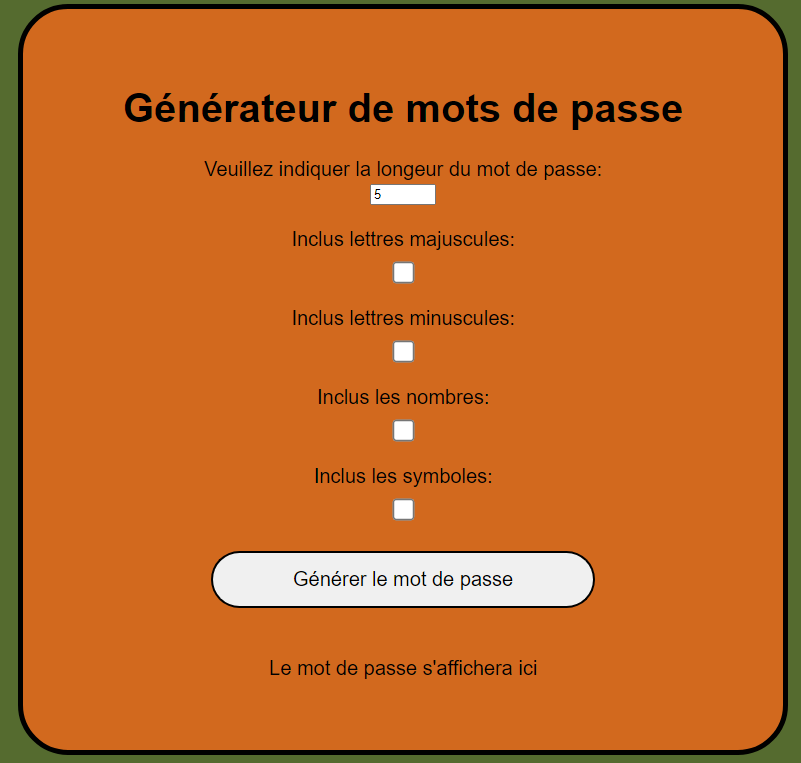 Générateur de mots de passe
Veuillez indiquer la longeur du mot de passe:
5
Inclus lettres majuscules:
Inclus lettres minuscules:
Inclus les nombres:
Inclus les symboles:
Générer le mot de passe
Le mot de passe s'affichera ici